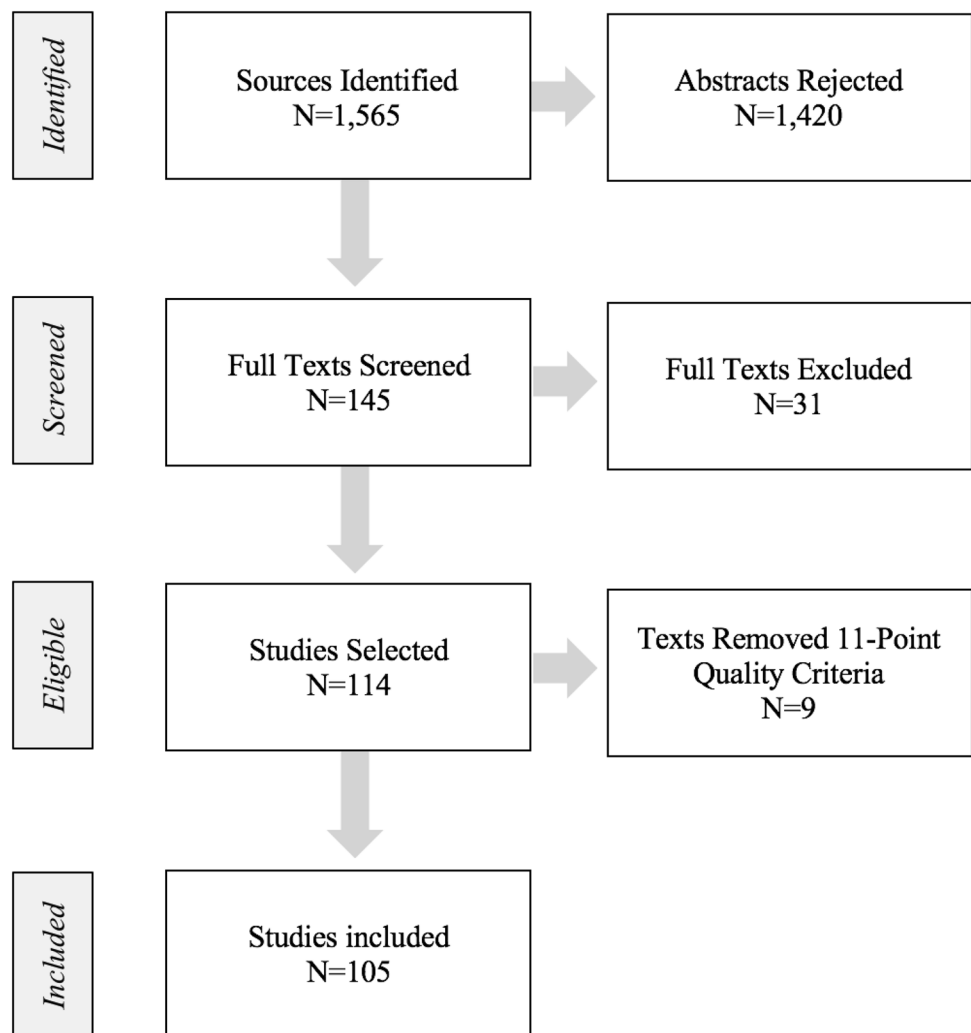 Identified
Sources Identified
N=1,565
Abstracts Rejected
N=1,420
Screened
Full Texts Screened
N=145
Full Texts Excluded
N=31
Eligible
Studies Selected
N=114
Texts Removed 11-Point
Quality Criteria
N=9
Included
Studies included
N=105